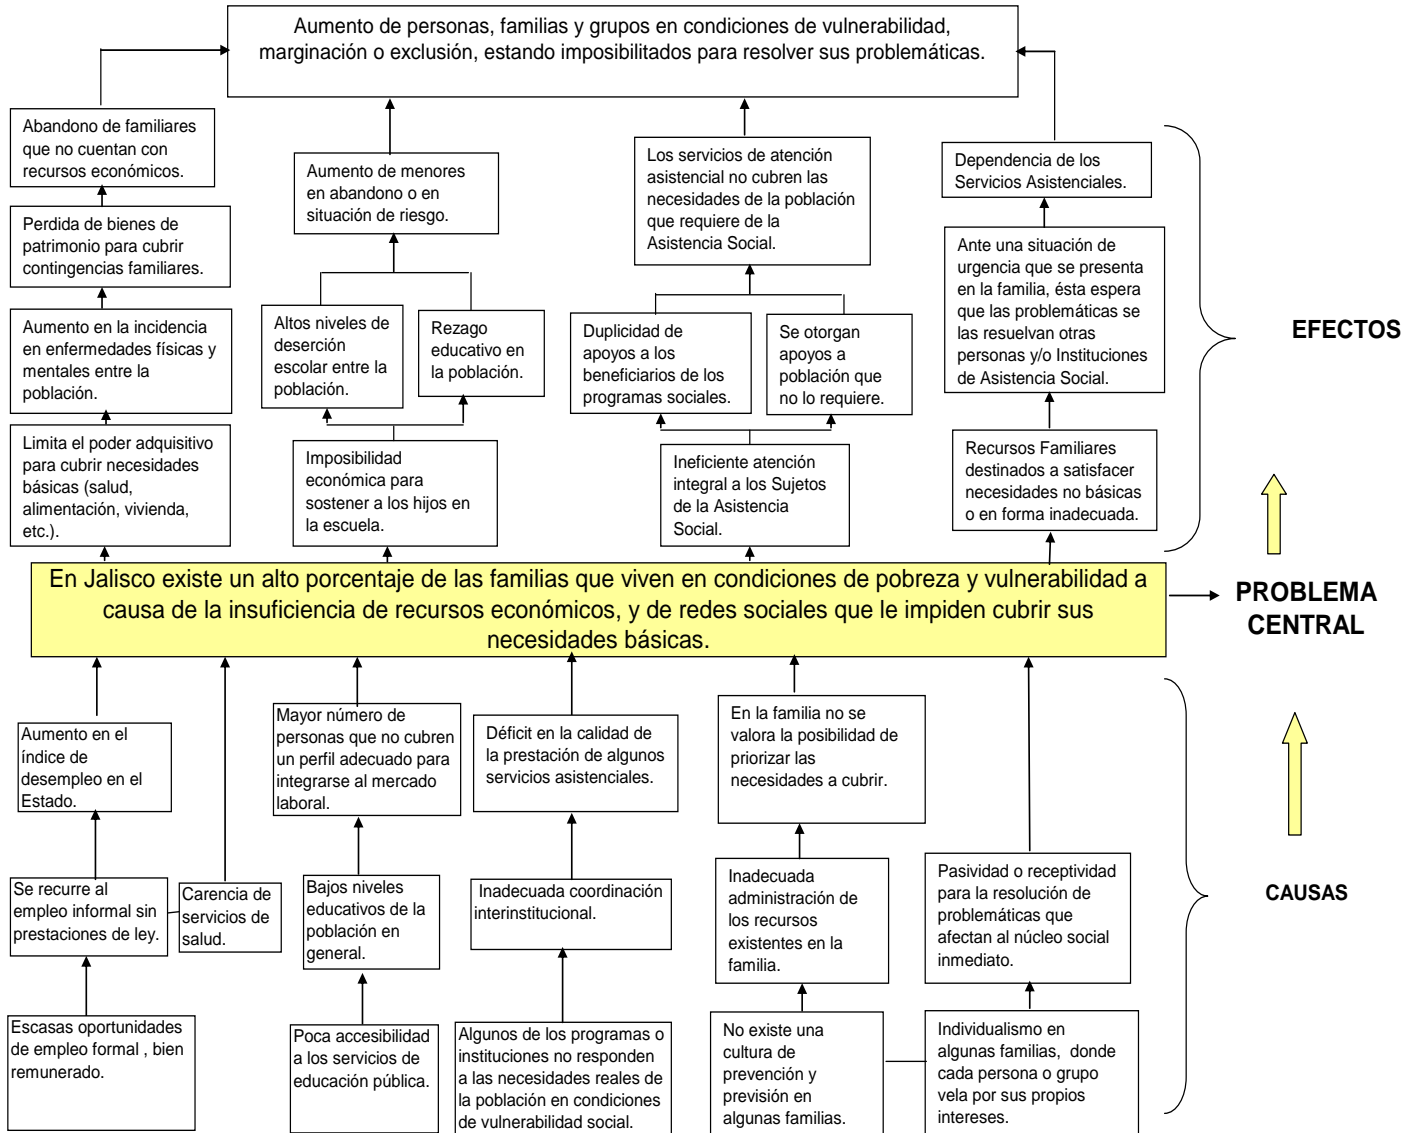 Aumento de personas, familias y grupos en condiciones de vulnerabilidad,
marginación o exclusión, estando imposibilitados para resolver sus problemáticas.
Abandono de familiares
que no cuentan con
recursos económicos.
Aumento de menores
en abandono o en
situación de riesgo.
Los servicios de atención
asistencial no cubren las
necesidades de la población
que requiere de la
Asistencia Social.
Dependencia de los
Servicios Asistenciales.
Perdida de bienes de
patrimonio para cubrir
contingencias familiares.
Ante una situación de
urgencia que se presenta
en la familia, ésta espera
que las problemáticas se
las resuelvan otras
personas y/o Instituciones
de Asistencia Social.
Aumento en la incidencia
en enfermedades físicas y
mentales entre la
población.
Altos niveles de
deserción
escolar entre la
población.
Rezago
educativo en
la población.
Duplicidad de
apoyos a los
beneficiarios de los
programas sociales.
Se otorgan
apoyos a
población que
no lo requiere.
EFECTOS
Limita el poder adquisitivo
para cubrir necesidades
básicas (salud,
alimentación, vivienda,
etc.).
Imposibilidad
económica para
sostener a los hijos en
la escuela.
Ineficiente atención
integral a los Sujetos
de la Asistencia
Social.
Recursos Familiares
destinados a satisfacer
necesidades no básicas
o en forma inadecuada.
En Jalisco existe un alto porcentaje de las familias que viven en condiciones de pobreza y vulnerabilidad a
causa de la insuficiencia de recursos económicos, y de redes sociales que le impiden cubrir sus
necesidades básicas.
PROBLEMA
CENTRAL
Aumento en el
índice de
desempleo en el
Estado.
Mayor número de
personas que no cubren
un perfil adecuado para
integrarse al mercado
laboral.
Déficit en la calidad de
la prestación de algunos
servicios asistenciales.
En la familia no se
valora la posibilidad de
priorizar las
necesidades a cubrir.
Se recurre al
empleo informal sin
prestaciones de ley.
Carencia de
servicios de
salud.
Bajos niveles
educativos de la
población en
general.
Inadecuada coordinación
interinstitucional.
Inadecuada
administración de
los recursos
existentes en la
familia.
Pasividad o receptividad
para la resolución de
problemáticas que
afectan al núcleo social
inmediato.
CAUSAS
Escasas oportunidades
de empleo formal , bien
remunerado.
Poca accesibilidad
a los servicios de
educación pública.
Algunos de los programas o
instituciones no responden
a las necesidades reales de
la población en condiciones
de vulnerabilidad social.
No existe una
cultura de
prevención y
previsión en
algunas familias.
Individualismo en
algunas familias, donde
cada persona o grupo
vela por sus propios
intereses.